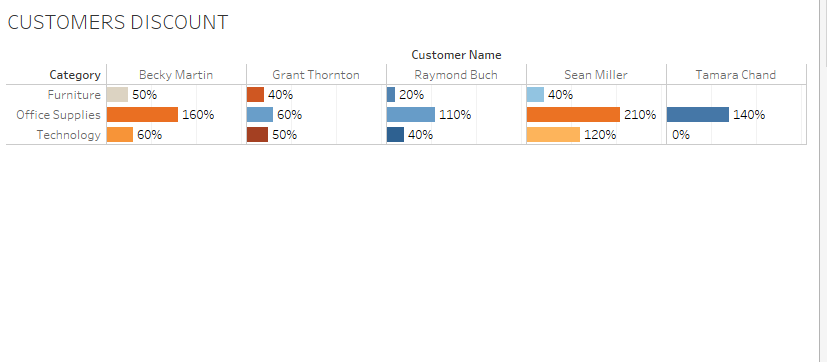 CUSTOMERS DISCOUNT
Customer Name
Category Becky Martin Grant Thornton Raymond Buch Sean Miller Tamara Chand
Furniture 50% 40% 20% 40%
Office Supplies 160% 60% 110% 210% 140%
Technology 60% 50% 40% 120% 0%